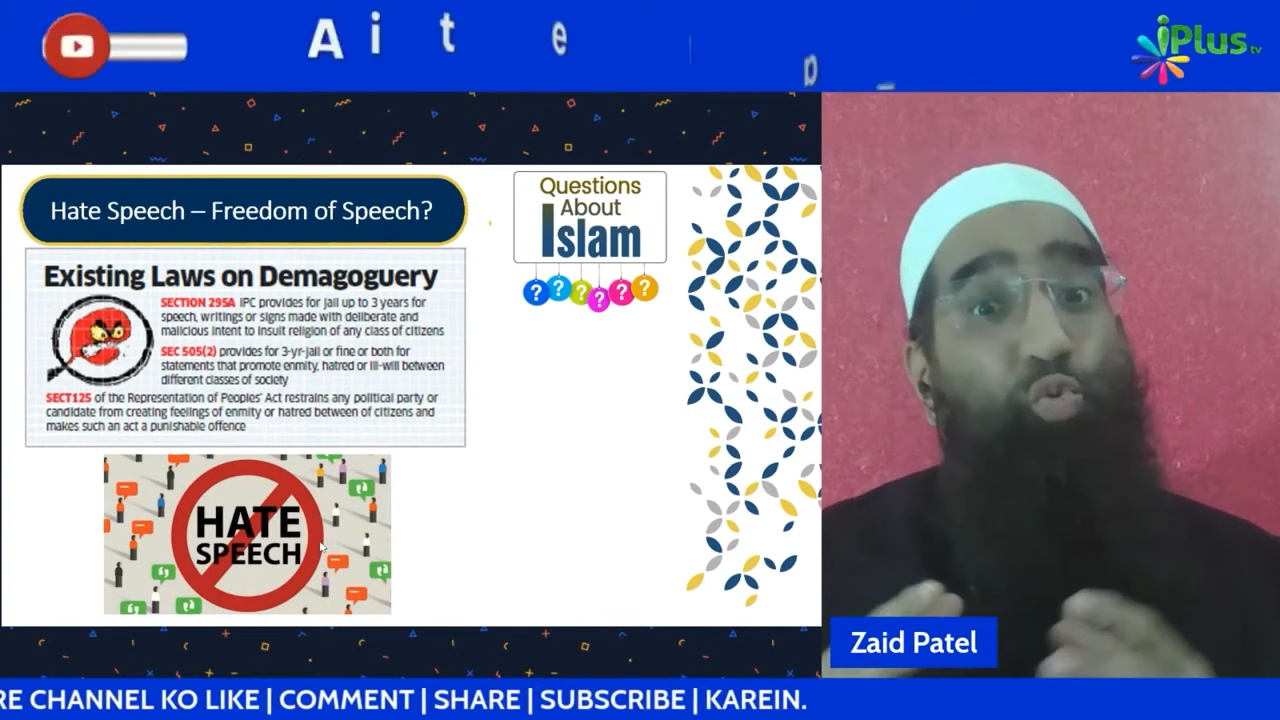 A i t e p
iPlus tv
Hate Speech – Freedom of Speech?
Questions
About
Islam
? ? ? ? ? ?
Existing Laws on Demagoguery
SECTION 295A IPC provides for jail up to 3 years for
speech, writings or signs made with deliberate and
malicious intent to insult religion of any class of citizens
SEC 505(2) provides for 3-yr-jail or fine or both for
statements that promote enmity, hatred or ill-will between
different classes of society
SECT125 of the Representation of Peoples' Act restrains any political party or
candidate from creating feelings of enmity or hatred between of citizens and
makes such an act a punishable offence
HATE
SPEECH
Zaid Patel
RE CHANNEL KO LIKE | COMMENT | SHARE | SUBSCRIBE | KAREIN.